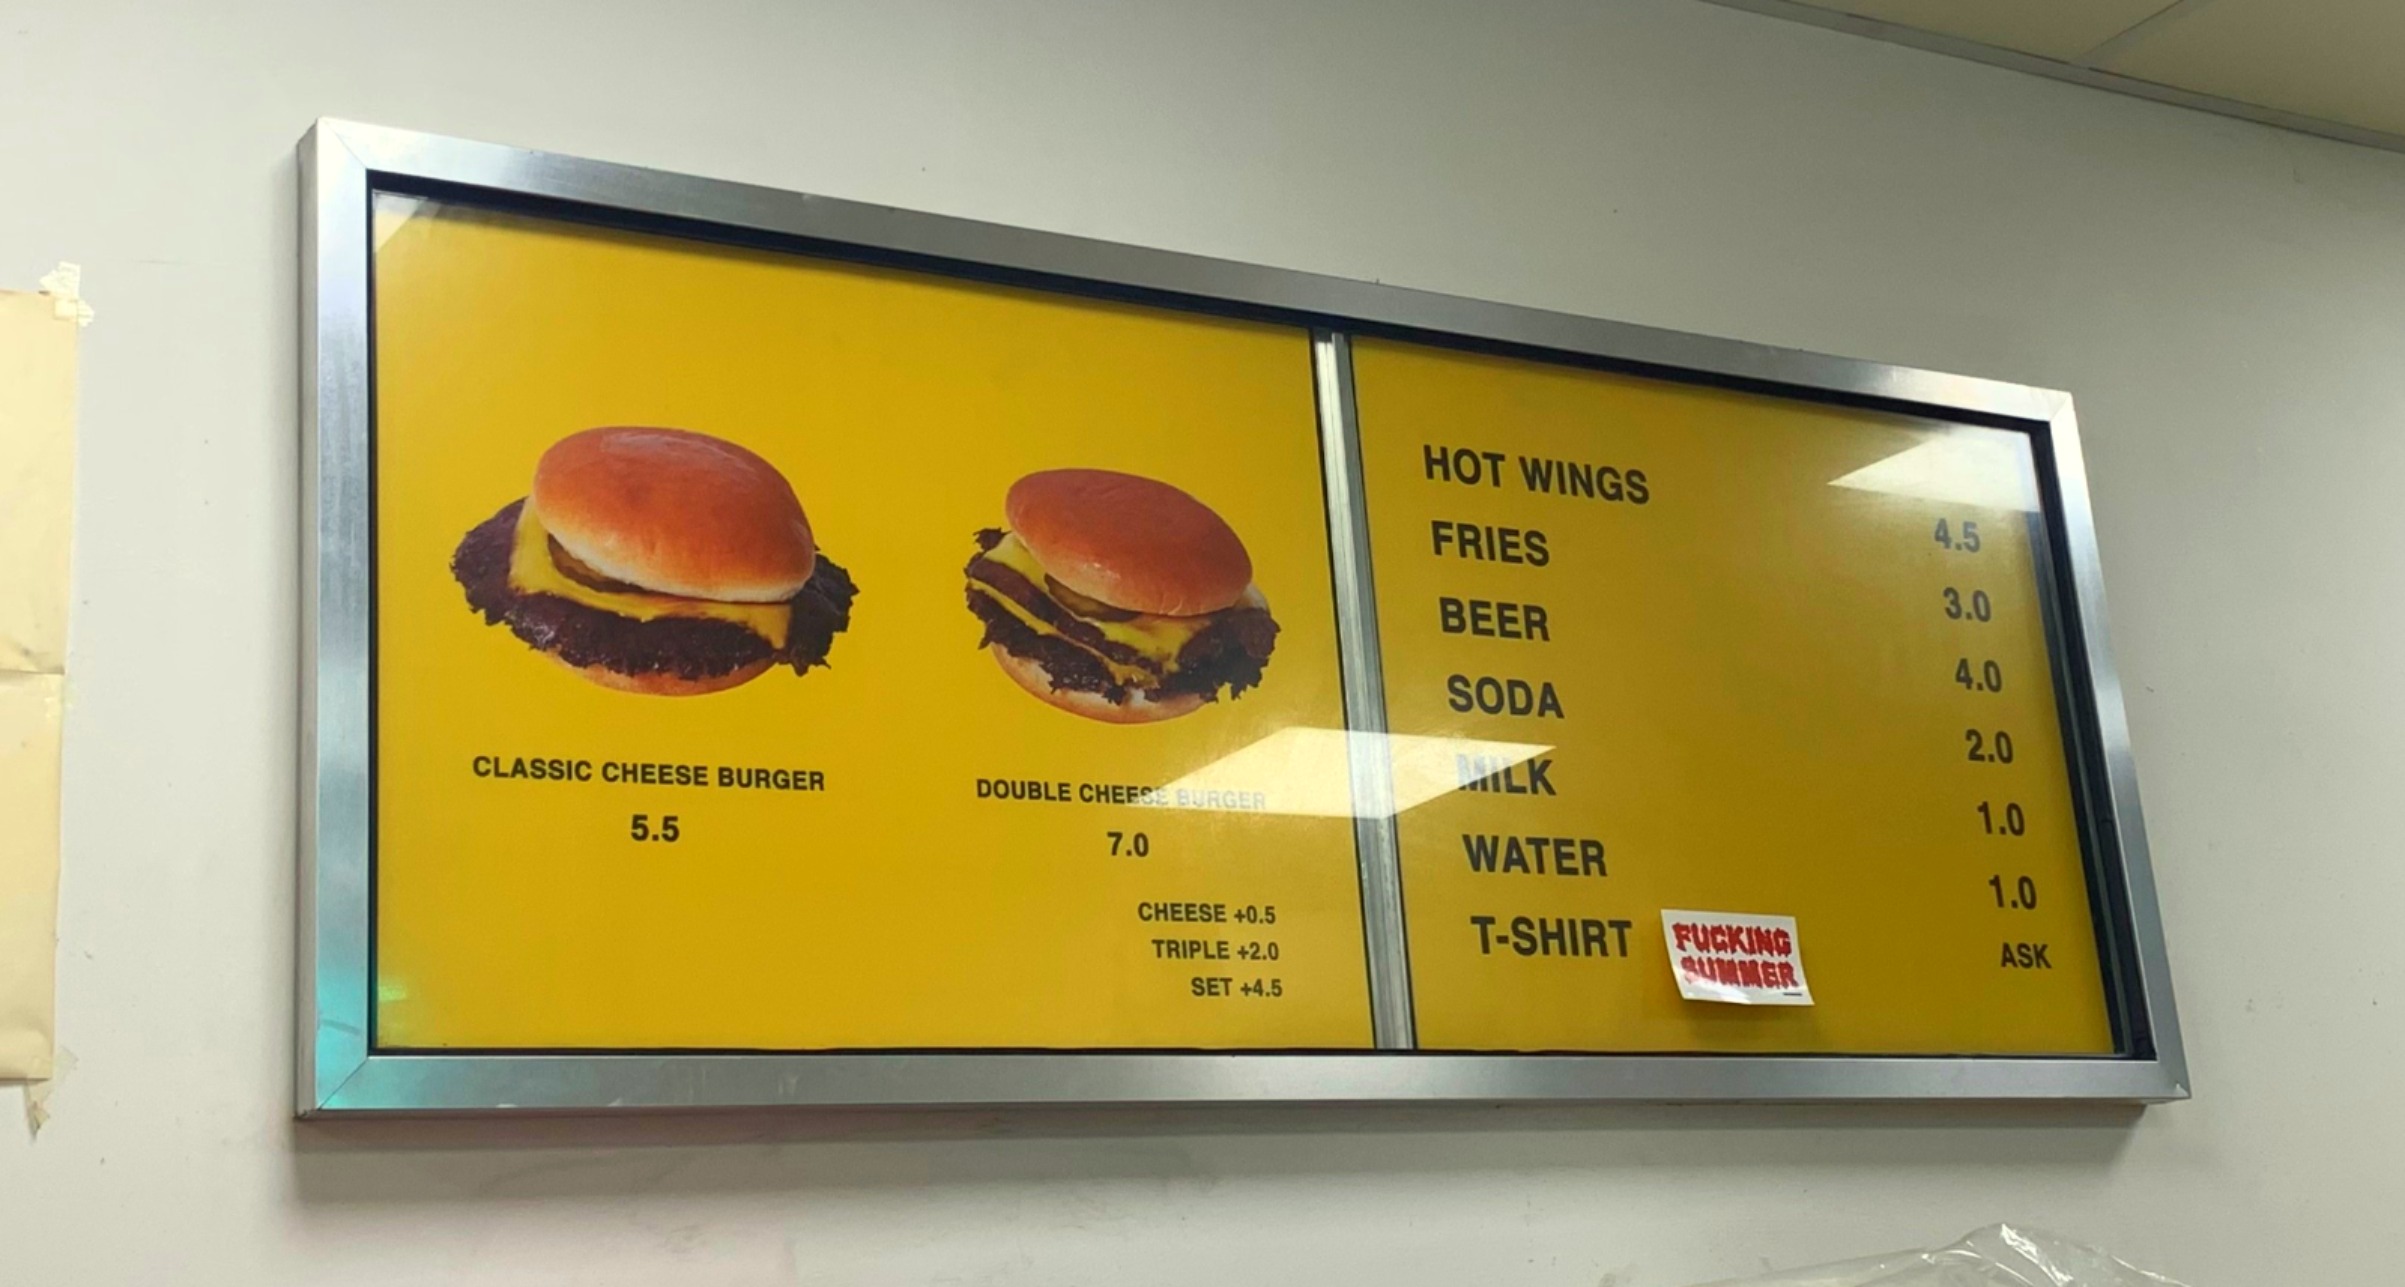 CLASSIC CHEESE BURGER
5.5
DOUBLE CHEESE BURGER
7.0
CHEESE +0.5
TRIPLE +2.0
SET +4.5
HOT WINGS 4.5
FRIES 3.0
BEER 4.0
SODA 2.0
MILK 1.0
WATER 1.0
T-SHIRT ASK
FUCKING
SUMMER